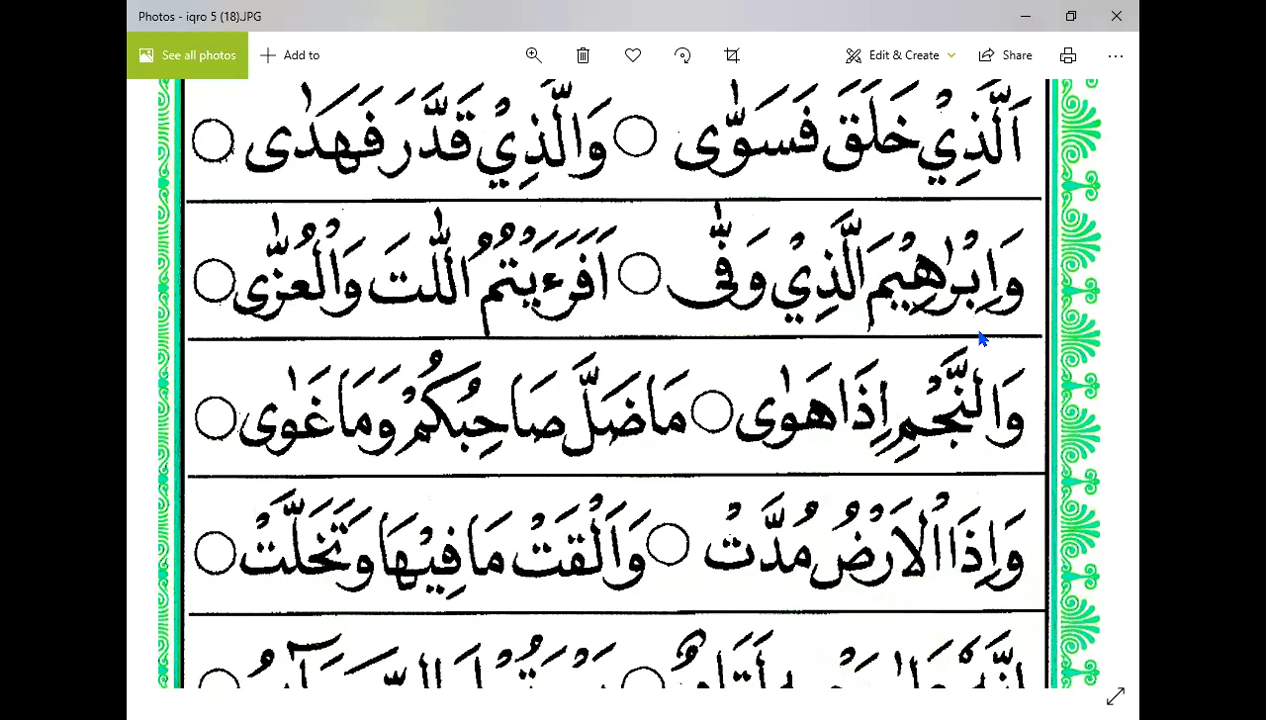 Photos - iqro 5 (18).JPG
See all photos
Add to
Edit & Create
Share
اَلَّذِيْ خَلَقَ فَسَوّٰى ○ وَالَّذِيْ قَدَّرَ فَهَدٰى ○
وَاِبْرٰهِيْمَ الَّذِيْ وَفّٰى ○ اَفَرَءَيْتُمُ اللّٰتَ وَالْعُزّٰى ○
وَالنَّجْمِ اِذَا هَوٰى ○ مَا ضَلَّ صَاحِبُكُمْ وَمَا غَوٰى ○
وَاِذَا الْاَرْضُ مُدَّتْ ○ وَاَلْقَتْ مَا فِيْهَا وَتَخَلَّتْ ○